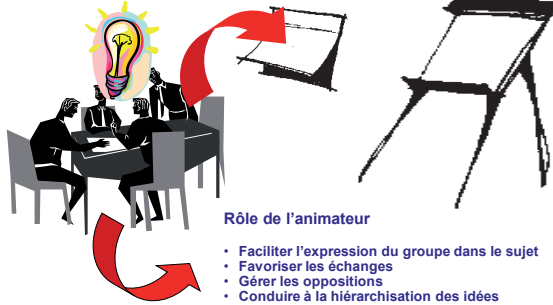 Rôle de l'animateur
• Faciliter l'expression du groupe dans le sujet
• Favoriser les échanges
• Gérer les oppositions
• Conduire à la hiérarchisation des idées